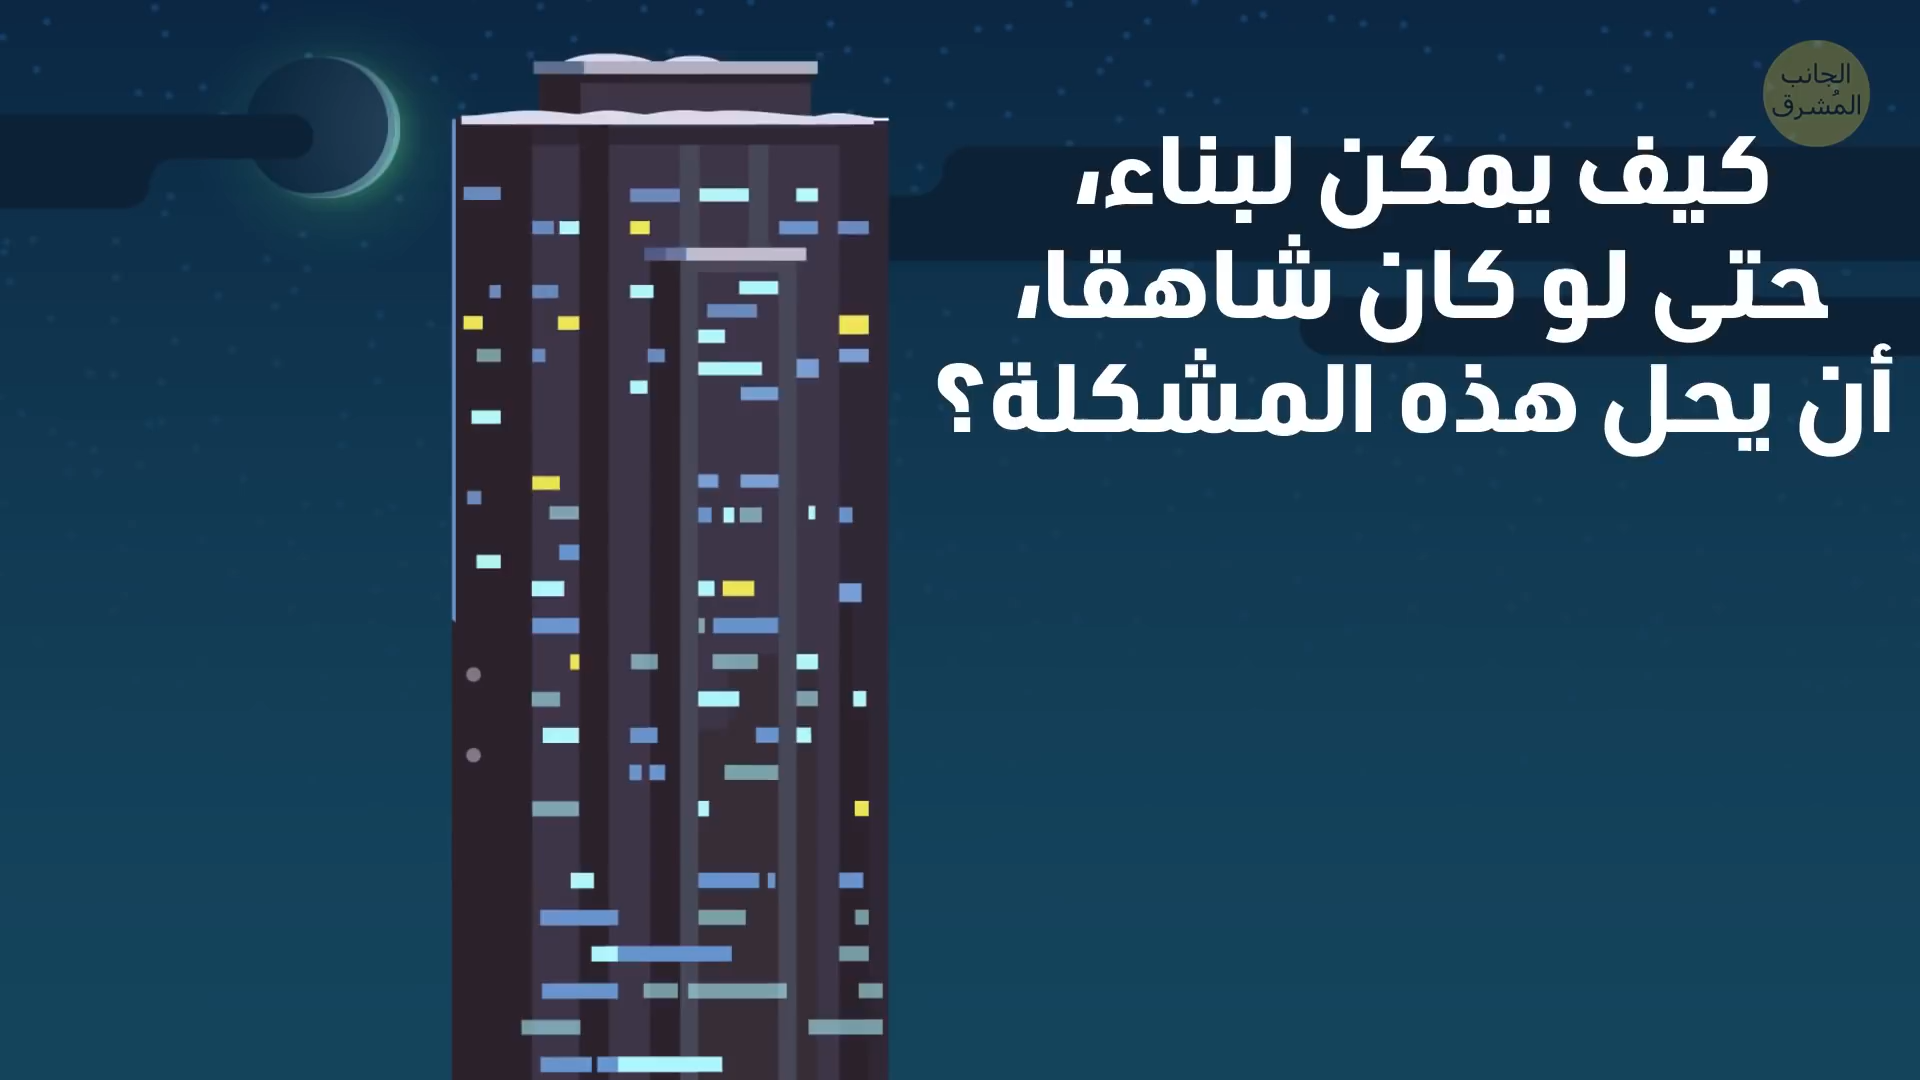 الجانب
المُشرق
كيف يمكن لبناء،
حتى لو كان شاهقا،
أن يحل هذه المشكلة؟